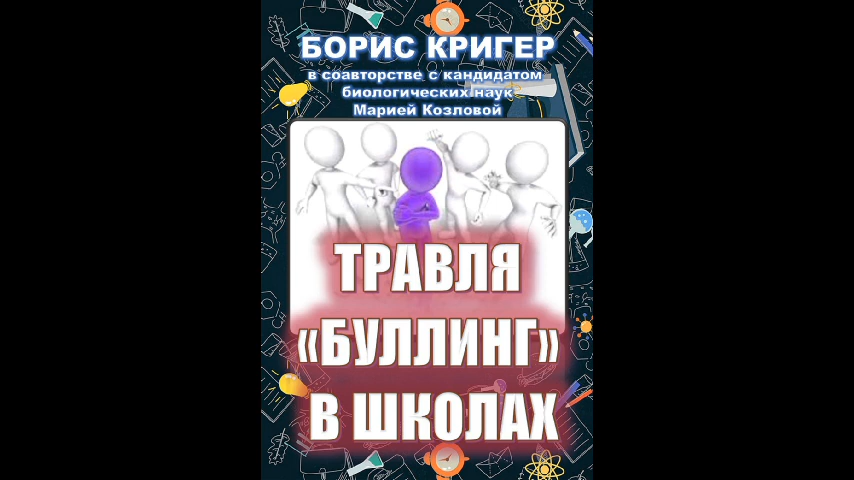 БОРИС КРИГЕР
в соавторстве с кандидатом
биологических наук
Марией Козловой
ТРАВЛЯ
«БУЛЛИНГ»
В ШКОЛАХ